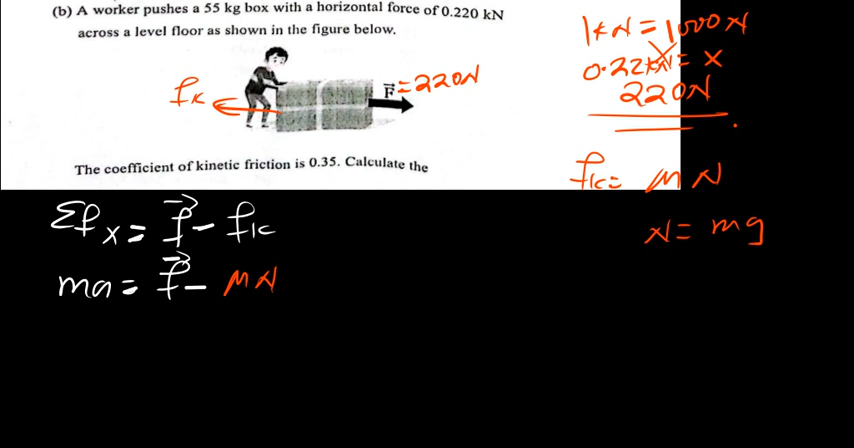 (b) A worker pushes a 55 kg box with a horizontal force of 0.220 kN
across a level floor as shown in the figure below.
1kN = 1000N
0.22kN = x
220N
fk
F⃗ = 220N
The coefficient of kinetic friction is 0.35. Calculate the
fk = MN
N = mg
Σfx = f⃗ - fk
ma = f⃗ - MN